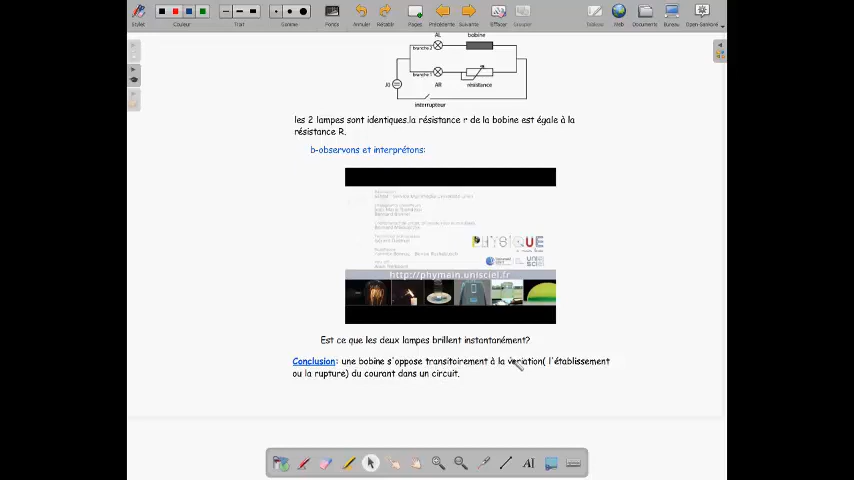 Stylet
Couleur
Trait
Gomme
Fonds
Annuler
Rétablir
Pages
Précédente
Suivante
Effacer
Grouper
Tableau
Web
Documents
Bureau
Open-Sankoré
AL
bobine
branche 2
branche 1
AR
résistance
interrupteur
les 2 lampes sont identiques.la résistance r de la bobine est égale à la
résistance R.
b-observons et interprétons:
PHYSIQUE
http://phymain.unisciel.fr
Est ce que les deux lampes brillent instantanément?
Conclusion: une bobine s'oppose transitoirement à la variation( l'établissement
ou la rupture) du courant dans un circuit.
AI